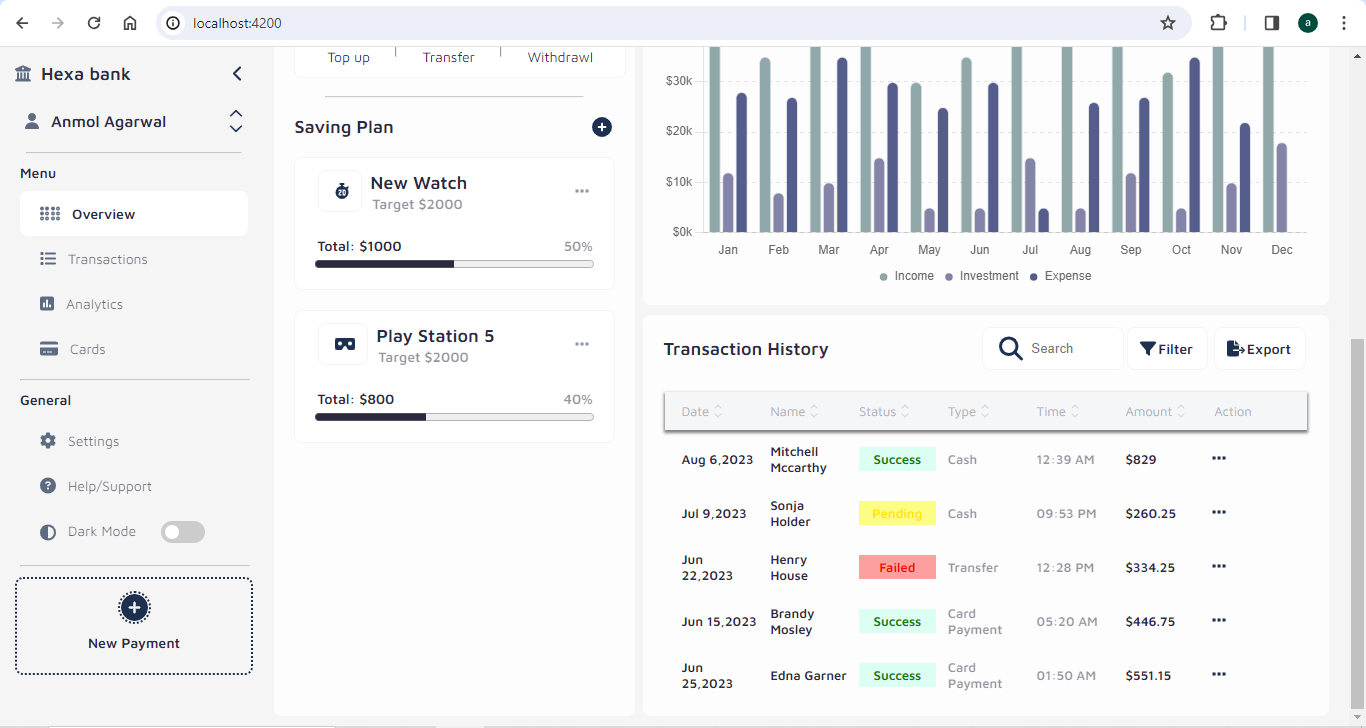 localhost:4200
a
Hexa bank
Anmol Agarwal
Menu
Overview
Transactions
Analytics
Cards
General
Settings
Help/Support
Dark Mode
New Payment
Top up Transfer Withdrawl
Saving Plan
20
New Watch
Target $2000
Total: $1000 50%
Play Station 5
Target $2000
Total: $800 40%
$30k
$20k
$10k
$0k
Jan Feb Mar Apr May Jun Jul Aug Sep Oct Nov Dec
Income Investment Expense
Transaction History
Search
Filter
Export
Date Name Status Type Time Amount Action
Aug 6,2023 Mitchell Mccarthy Success Cash 12:39 AM $829
Jul 9,2023 Sonja Holder Pending Cash 09:53 PM $260.25
Jun 22,2023 Henry House Failed Transfer 12:28 PM $334.25
Jun 15,2023 Brandy Mosley Success Card Payment 05:20 AM $446.75
Jun 25,2023 Edna Garner Success Card Payment 01:50 AM $551.15